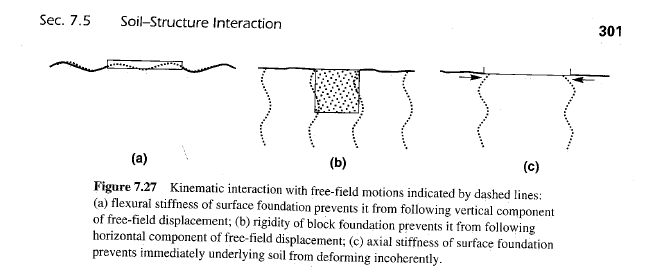 Sec. 7.5 Soil–Structure Interaction 301
(a) (b) (c)
Figure 7.27 Kinematic interaction with free-field motions indicated by dashed lines:
(a) flexural stiffness of surface foundation prevents it from following vertical component
of free-field displacement; (b) rigidity of block foundation prevents it from following
horizontal component of free-field displacement; (c) axial stiffness of surface foundation
prevents immediately underlying soil from deforming incoherently.